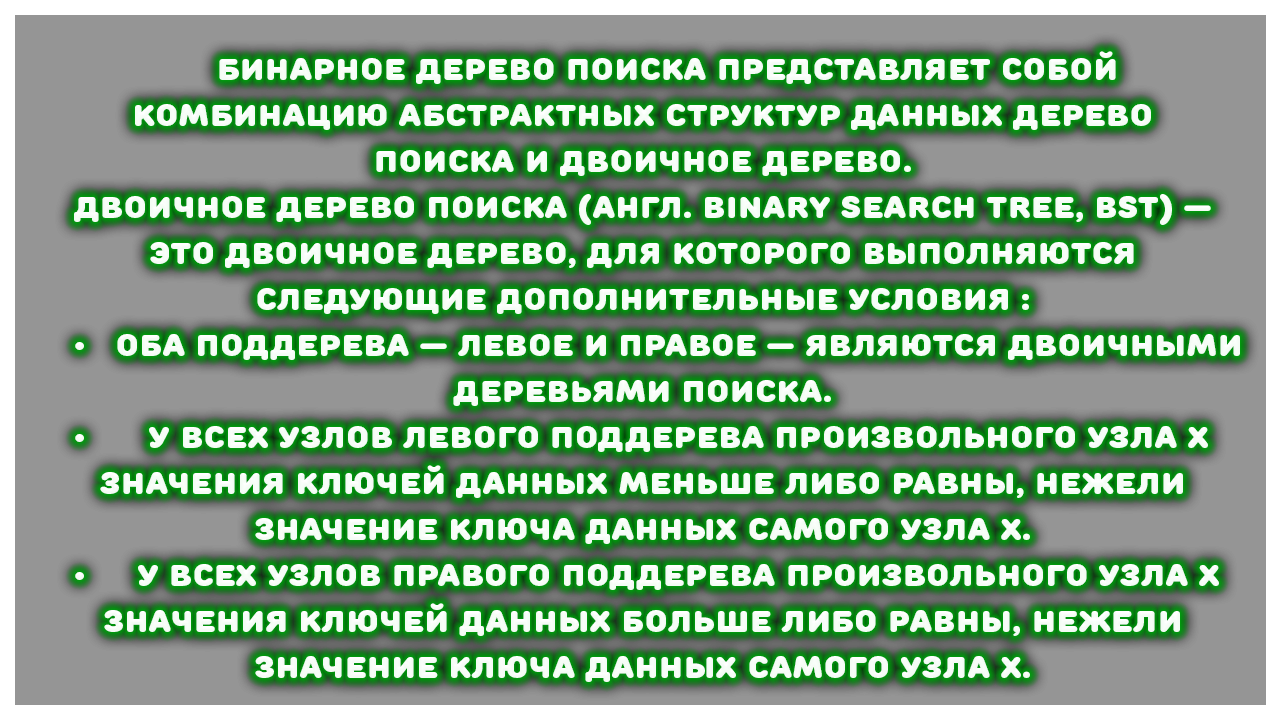 БИНАРНОЕ ДЕРЕВО ПОИСКА ПРЕДСТАВЛЯЕТ СОБОЙ
КОМБИНАЦИЮ АБСТРАКТНЫХ СТРУКТУР ДАННЫХ ДЕРЕВО
ПОИСКА И ДВОИЧНОЕ ДЕРЕВО.
ДВОИЧНОЕ ДЕРЕВО ПОИСКА (АНГЛ. BINARY SEARCH TREE, BST) —
ЭТО ДВОИЧНОЕ ДЕРЕВО, ДЛЯ КОТОРОГО ВЫПОЛНЯЮТСЯ
СЛЕДУЮЩИЕ ДОПОЛНИТЕЛЬНЫЕ УСЛОВИЯ :
• ОБА ПОДДЕРЕВА — ЛЕВОЕ И ПРАВОЕ — ЯВЛЯЮТСЯ ДВОИЧНЫМИ
ДЕРЕВЬЯМИ ПОИСКА.
• У ВСЕХ УЗЛОВ ЛЕВОГО ПОДДЕРЕВА ПРОИЗВОЛЬНОГО УЗЛА X
ЗНАЧЕНИЯ КЛЮЧЕЙ ДАННЫХ МЕНЬШЕ ЛИБО РАВНЫ, НЕЖЕЛИ
ЗНАЧЕНИЕ КЛЮЧА ДАННЫХ САМОГО УЗЛА X.
• У ВСЕХ УЗЛОВ ПРАВОГО ПОДДЕРЕВА ПРОИЗВОЛЬНОГО УЗЛА X
ЗНАЧЕНИЯ КЛЮЧЕЙ ДАННЫХ БОЛЬШЕ ЛИБО РАВНЫ, НЕЖЕЛИ
ЗНАЧЕНИЕ КЛЮЧА ДАННЫХ САМОГО УЗЛА X.